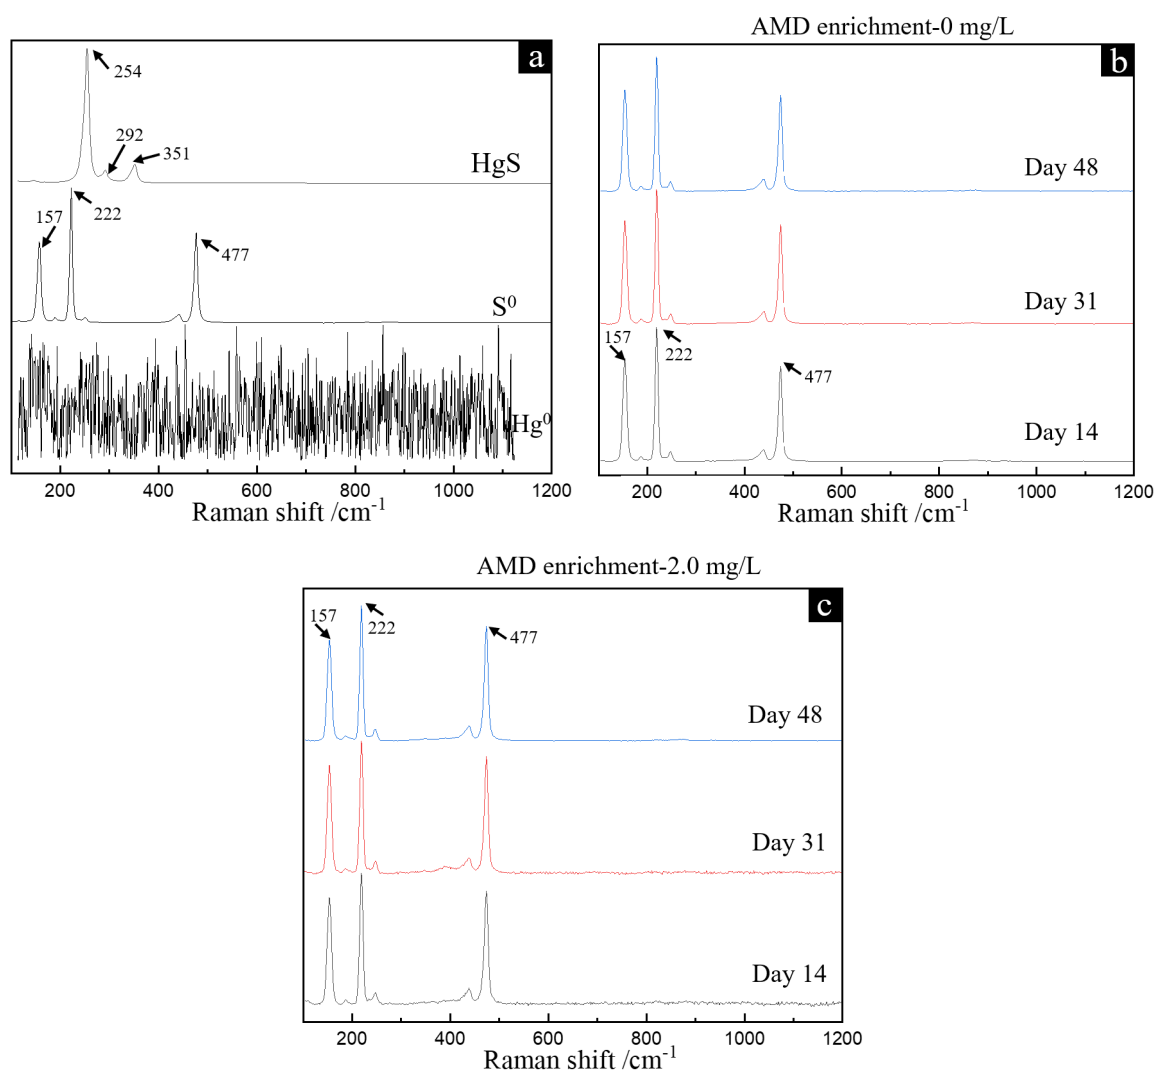 a
254
292
351
HgS
157
222
477
S⁰
Hg⁰
200 400 600 800 1000 1200
Raman shift /cm⁻¹
AMD enrichment-0 mg/L
b
Day 48
Day 31
157
222
477
Day 14
200 400 600 800 1000 1200
Raman shift /cm⁻¹
AMD enrichment-2.0 mg/L
c
157
222
477
Day 48
Day 31
Day 14
200 400 600 800 1000 1200
Raman shift /cm⁻¹